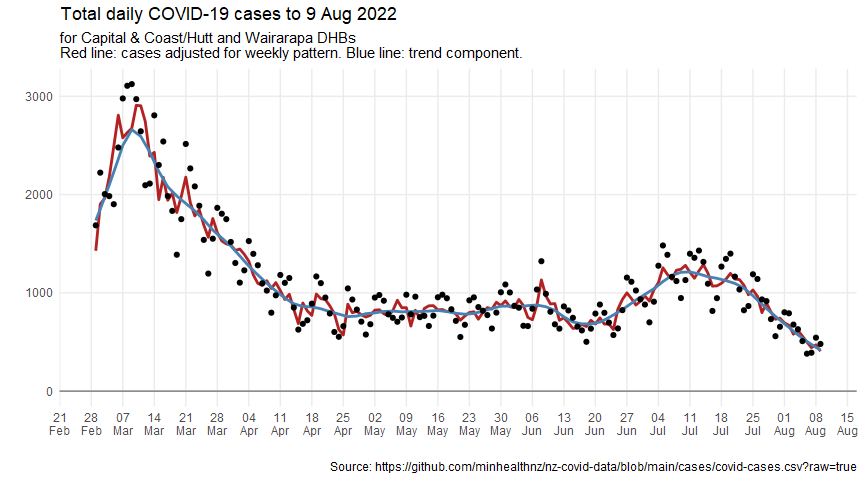 Total daily COVID-19 cases to 9 Aug 2022
for Capital & Coast/Hutt and Wairarapa DHBs
Red line: cases adjusted for weekly pattern. Blue line: trend component.
3000
2000
1000
0
21 28 07 14 21 28 04 11 18 25 02 09 16 23 30 06 13 20 27 04 11 18 25 01 08 15
Feb Feb Mar Mar Mar Mar Apr Apr Apr Apr May May May May May Jun Jun Jun Jun Jul Jul Jul Jul Aug Aug Aug
Source: https://github.com/minhealthnz/nz-covid-data/blob/main/cases/covid-cases.csv?raw=true